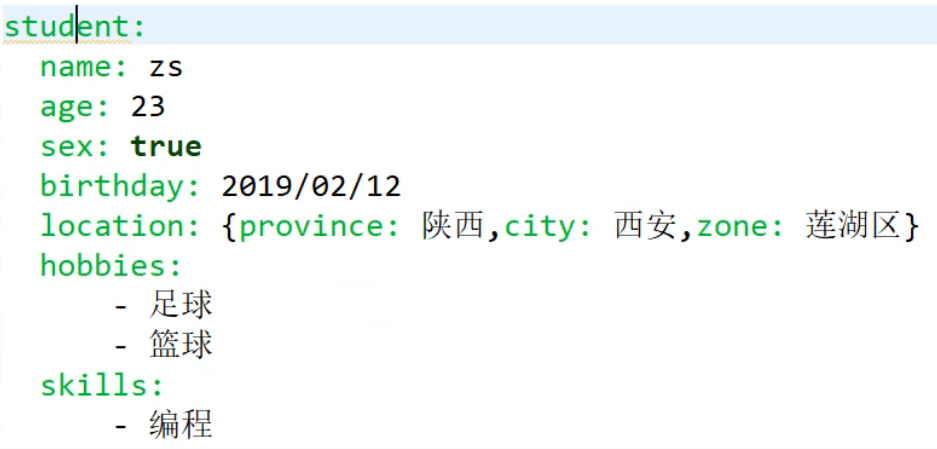 student:
  name: zs
  age: 23
  sex: true
  birthday: 2019/02/12
  location: {province: 陕西,city: 西安,zone: 莲湖区}
  hobbies:
      - 足球
      - 篮球
  skills:
      - 编程